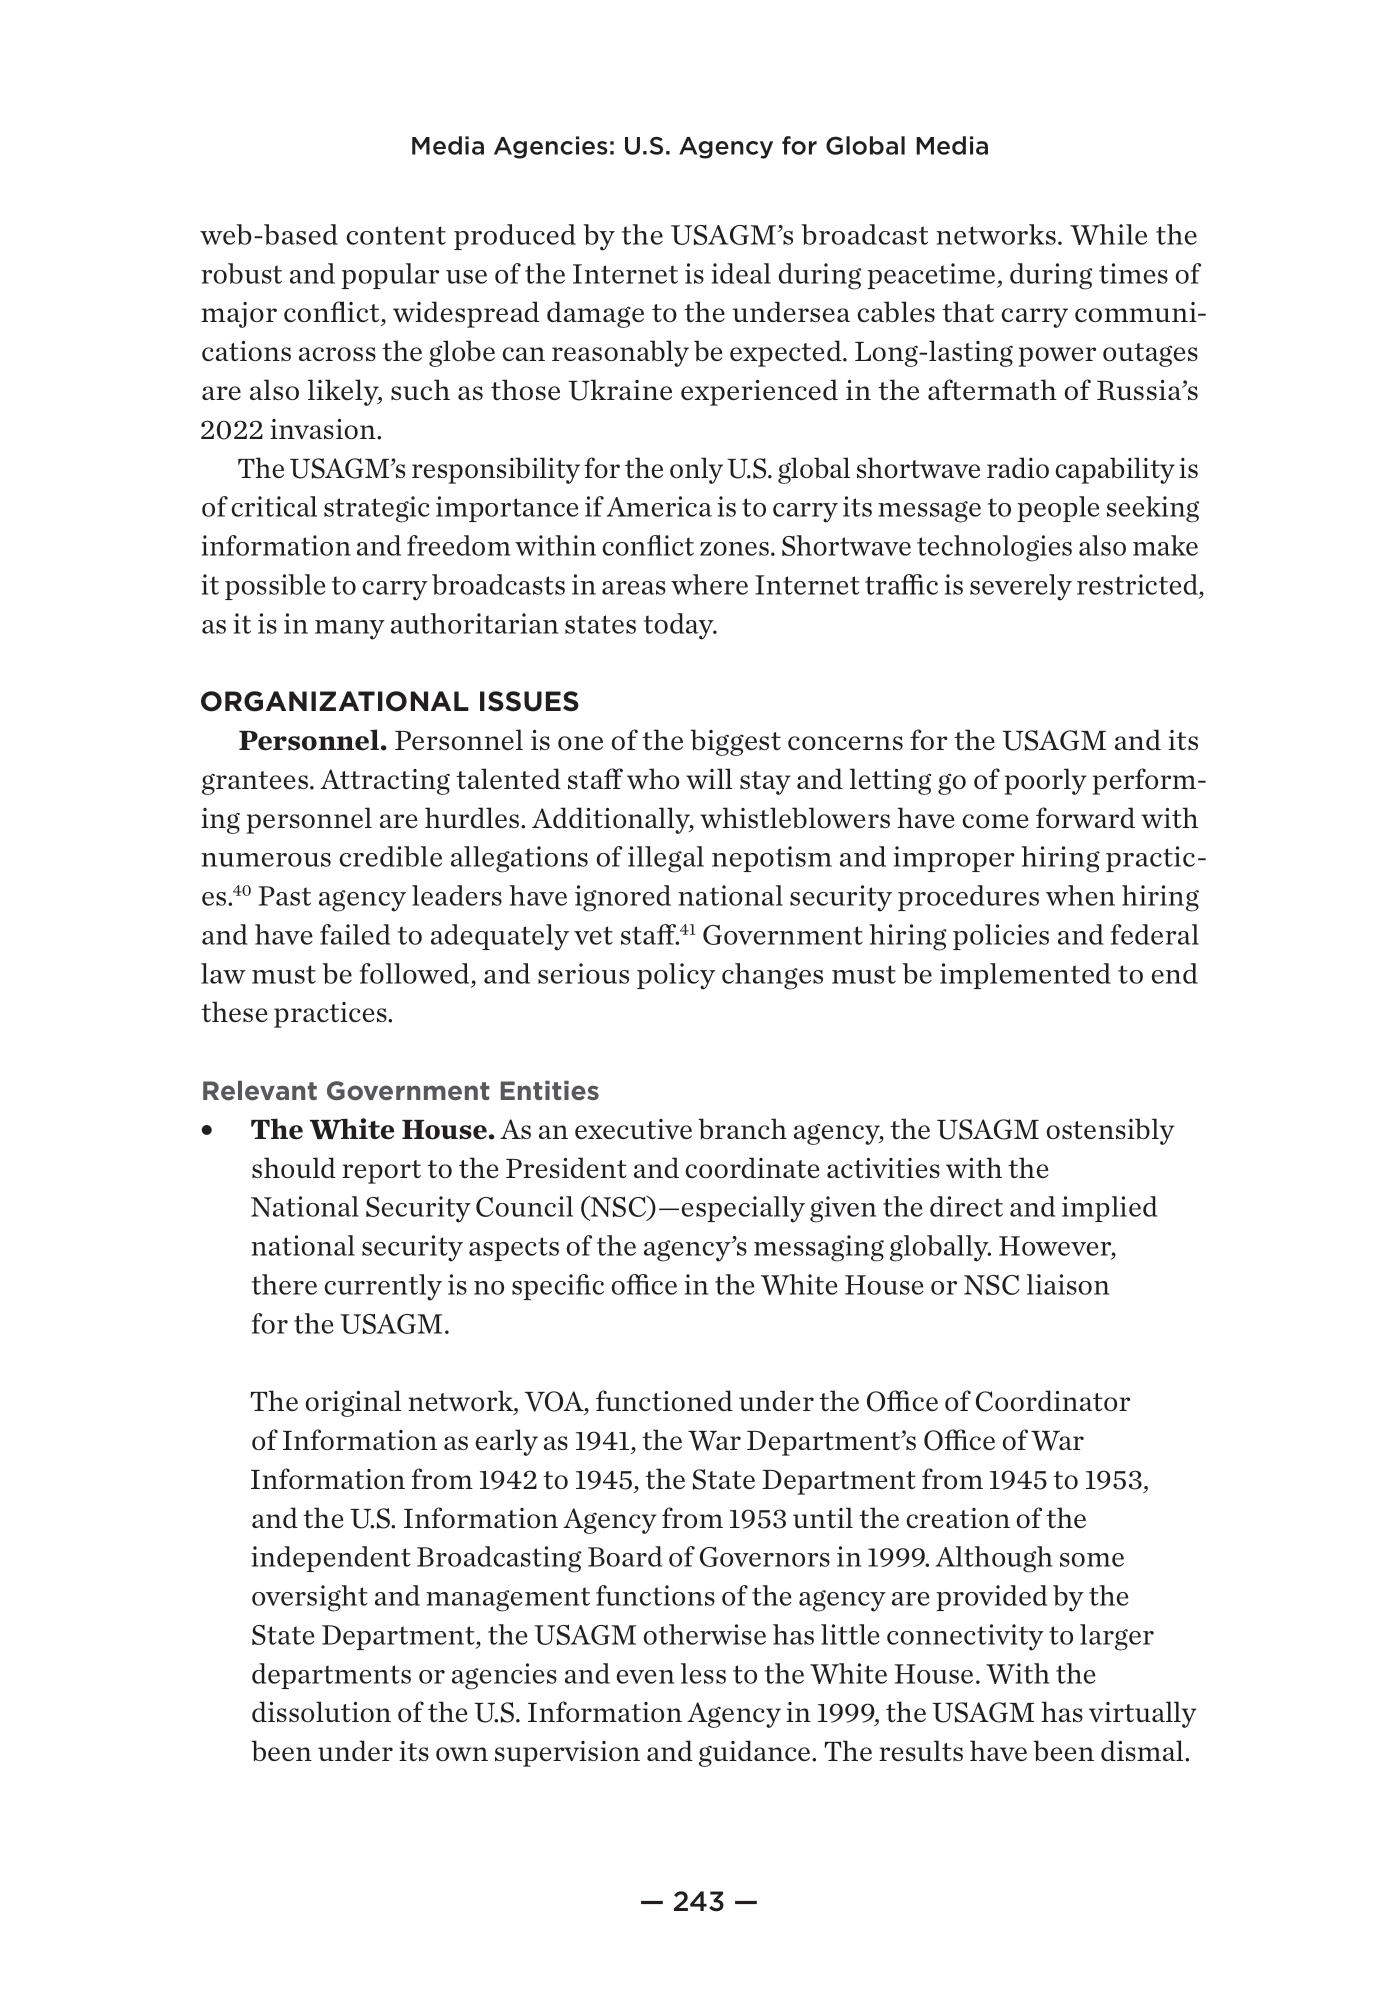 Media Agencies: U.S. Agency for Global Media
web-based content produced by the USAGM’s broadcast networks. While the
robust and popular use of the Internet is ideal during peacetime, during times of
major conflict, widespread damage to the undersea cables that carry communi-
cations across the globe can reasonably be expected. Long-lasting power outages
are also likely, such as those Ukraine experienced in the aftermath of Russia’s
2022 invasion.
The USAGM’s responsibility for the only U.S. global shortwave radio capability is
of critical strategic importance if America is to carry its message to people seeking
information and freedom within conflict zones. Shortwave technologies also make
it possible to carry broadcasts in areas where Internet traffic is severely restricted,
as it is in many authoritarian states today.
ORGANIZATIONAL ISSUES
Personnel. Personnel is one of the biggest concerns for the USAGM and its
grantees. Attracting talented staff who will stay and letting go of poorly perform-
ing personnel are hurdles. Additionally, whistleblowers have come forward with
numerous credible allegations of illegal nepotism and improper hiring practic-
es.40 Past agency leaders have ignored national security procedures when hiring
and have failed to adequately vet staff.41 Government hiring policies and federal
law must be followed, and serious policy changes must be implemented to end
these practices.
Relevant Government Entities
• The White House. As an executive branch agency, the USAGM ostensibly
should report to the President and coordinate activities with the
National Security Council (NSC)—especially given the direct and implied
national security aspects of the agency’s messaging globally. However,
there currently is no specific office in the White House or NSC liaison
for the USAGM.
The original network, VOA, functioned under the Office of Coordinator
of Information as early as 1941, the War Department’s Office of War
Information from 1942 to 1945, the State Department from 1945 to 1953,
and the U.S. Information Agency from 1953 until the creation of the
independent Broadcasting Board of Governors in 1999. Although some
oversight and management functions of the agency are provided by the
State Department, the USAGM otherwise has little connectivity to larger
departments or agencies and even less to the White House. With the
dissolution of the U.S. Information Agency in 1999, the USAGM has virtually
been under its own supervision and guidance. The results have been dismal.
— 243 —